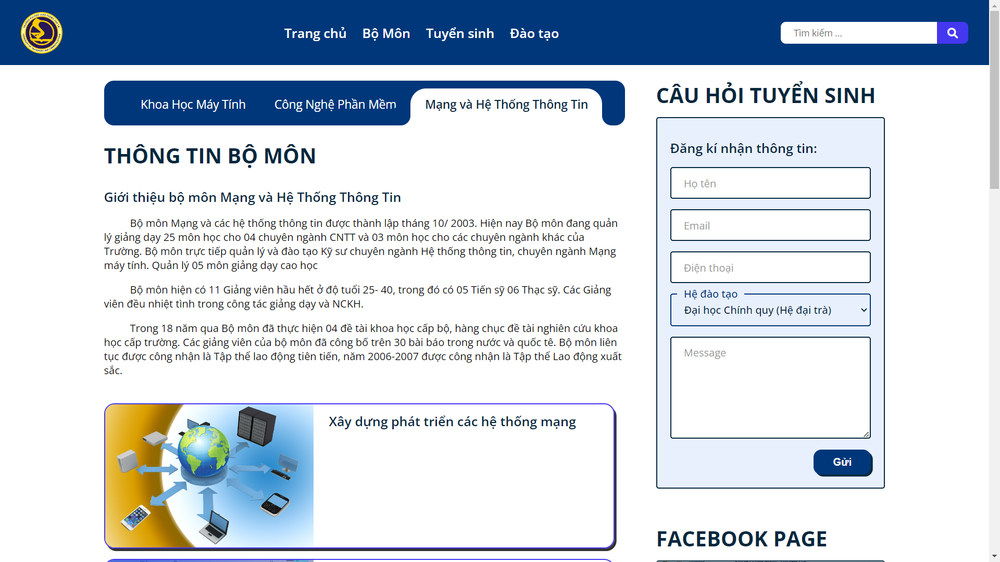 TRƯỜNG ĐẠI HỌC GIAO THÔNG VẬN TẢI
UNIVERSITY OF TRANSPORT AND COMMUNICATIONS
Trang chủ Bộ Môn Tuyển sinh Đào tạo
Tìm kiếm ...
Khoa Học Máy Tính Công Nghệ Phần Mềm Mạng và Hệ Thống Thông Tin
THÔNG TIN BỘ MÔN
Giới thiệu bộ môn Mạng và Hệ Thống Thông Tin
Bộ môn Mạng và các hệ thống thông tin được thành lập tháng 10/ 2003. Hiện nay Bộ môn đang quản
lý giảng dạy 25 môn học cho 04 chuyên ngành CNTT và 03 môn học cho các chuyên ngành khác của
Trường. Bộ môn trực tiếp quản lý và đào tạo Kỹ sư chuyên ngành Hệ thống thông tin, chuyên ngành Mạng
máy tính. Quản lý 05 môn giảng dạy cao học
Bộ môn hiện có 11 Giảng viên hầu hết ở độ tuổi 25- 40, trong đó có 05 Tiến sỹ 06 Thạc sỹ. Các Giảng
viên đều nhiệt tình trong công tác giảng dạy và NCKH.
Trong 18 năm qua Bộ môn đã thực hiện 04 đề tài khoa học cấp bộ, hàng chục đề tài nghiên cứu khoa
học cấp trường. Các giảng viên của bộ môn đã công bố trên 30 bài báo trong nước và quốc tê. Bộ môn liên
tục được công nhận là Tập thể lao động tiên tiến, năm 2006-2007 được công nhận là Tập thể Lao động xuất
sắc.
Xây dựng phát triển các hệ thống mạng
CÂU HỎI TUYỂN SINH
Đăng kí nhận thông tin:
Họ tên
Email
Điện thoại
Hệ đào tạo
Đại học Chính quy (Hệ đại trà)
Message
Gửi
FACEBOOK PAGE